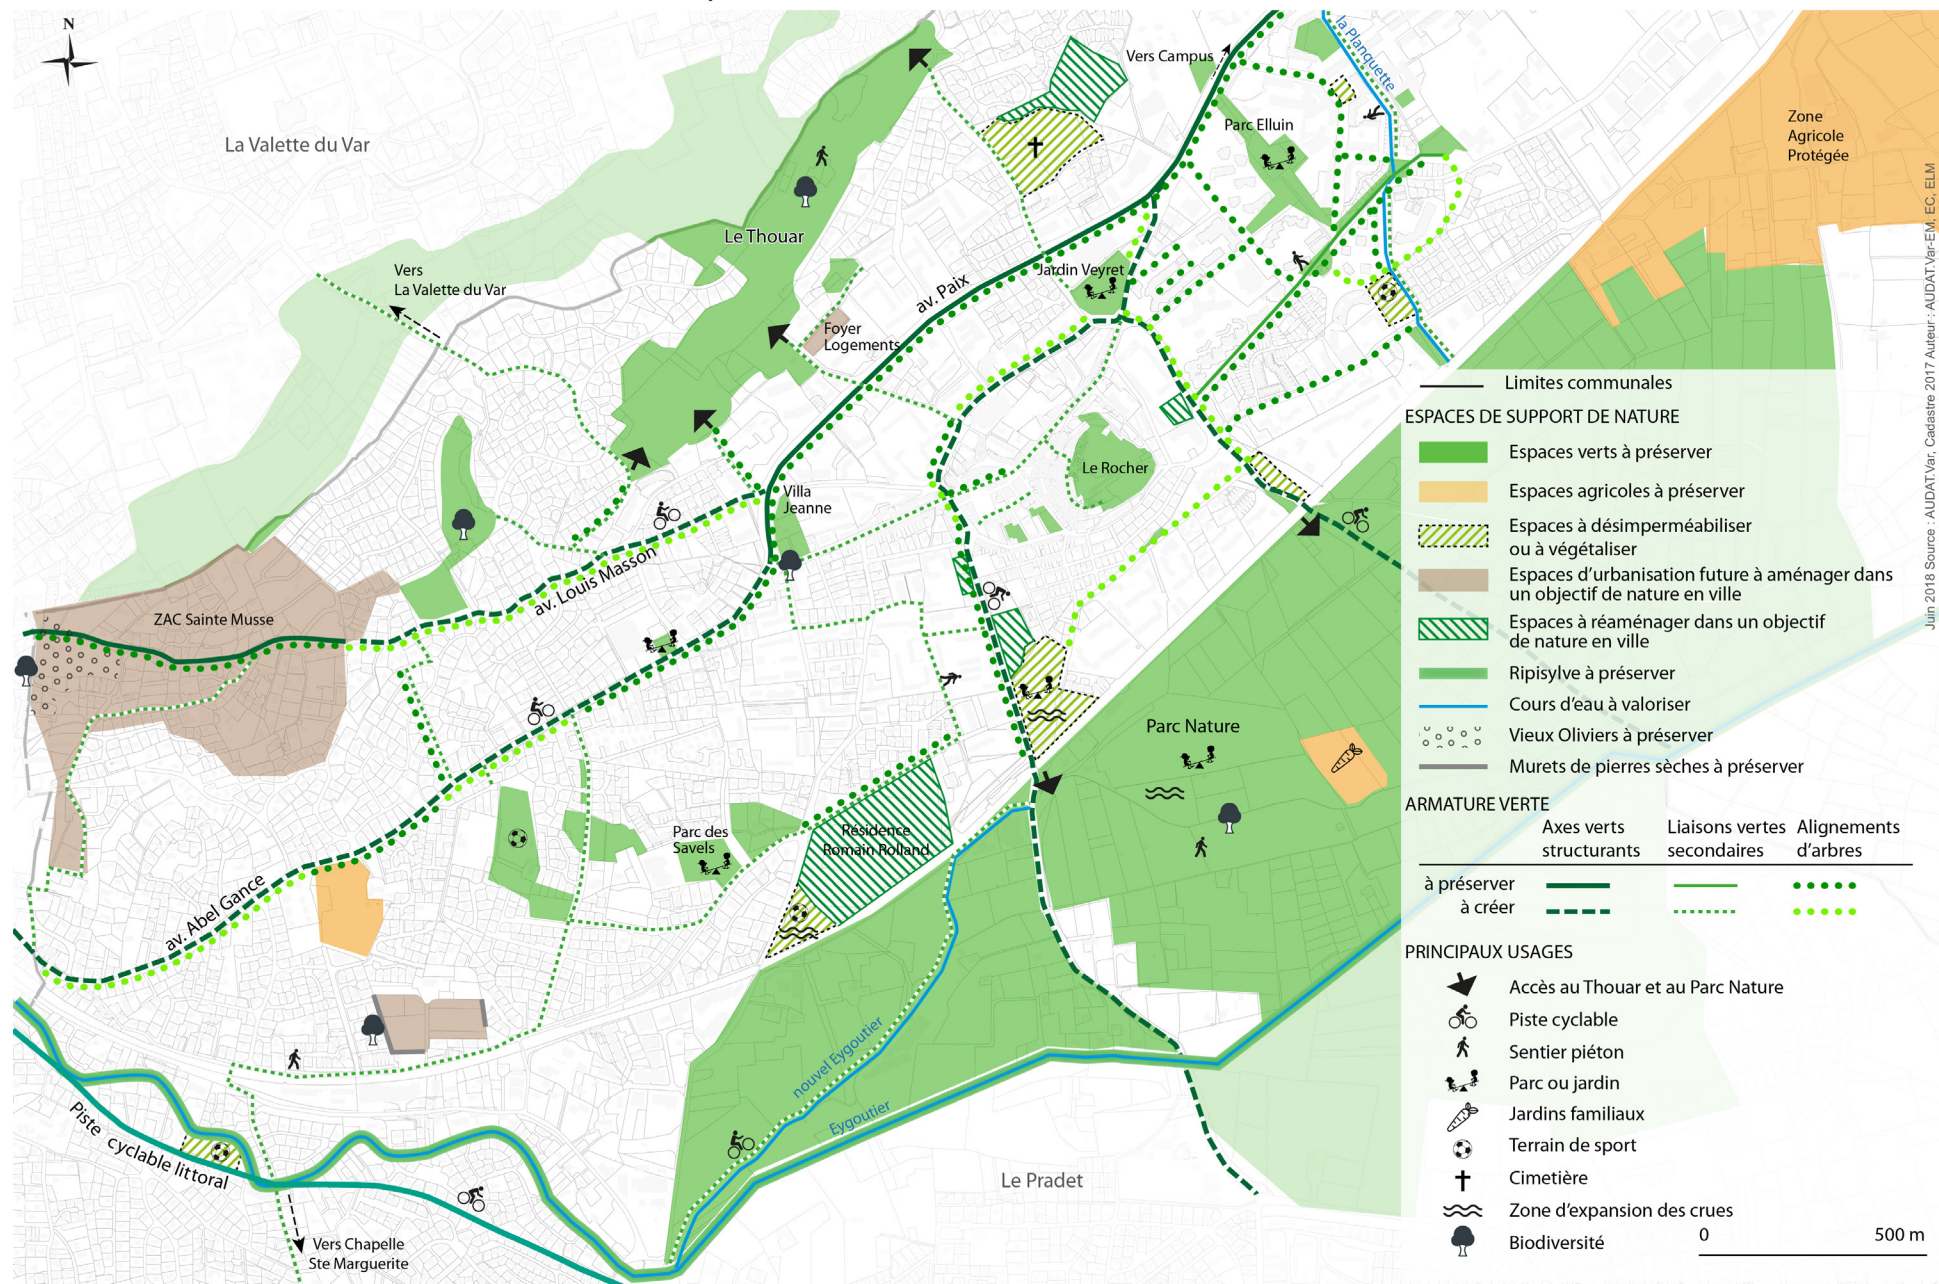 N
la Planquette
Vers Campus
Zone
Agricole
Protégée
Parc Elluin
La Valette du Var
Le Thouar
Vers
La Valette du Var
Jardin Veyret
av. Paix
Foyer
Logements
Le Rocher
Villa
Jeanne
av. Louis Masson
ZAC Sainte Musse
Parc Nature
Résidence
Romain Rolland
Parc des
Savels
av. Abel Gance
nouvel Eygoutier
Eygoutier
Piste cyclable littoral
Le Pradet
Vers Chapelle
Ste Marguerite
Limites communales
ESPACES DE SUPPORT DE NATURE
Espaces verts à préserver
Espaces agricoles à préserver
Espaces à désimperméabiliser
ou à végétaliser
Espaces d'urbanisation future à aménager dans
un objectif de nature en ville
Espaces à réaménager dans un objectif
de nature en ville
Ripisylve à préserver
Cours d'eau à valoriser
Vieux Oliviers à préserver
Murets de pierres sèches à préserver
ARMATURE VERTE
Axes verts
structurants
Liaisons vertes
secondaires
Alignements
d'arbres
à préserver
à créer
PRINCIPAUX USAGES
Accès au Thouar et au Parc Nature
Piste cyclable
Sentier piéton
Parc ou jardin
Jardins familiaux
Terrain de sport
Cimetière
Zone d'expansion des crues
Biodiversité
0 500 m
Juin 2018 Source : AUDAT.Var, Cadastre 2017 Auteur : AUDAT.Var-EM, EC, ELM